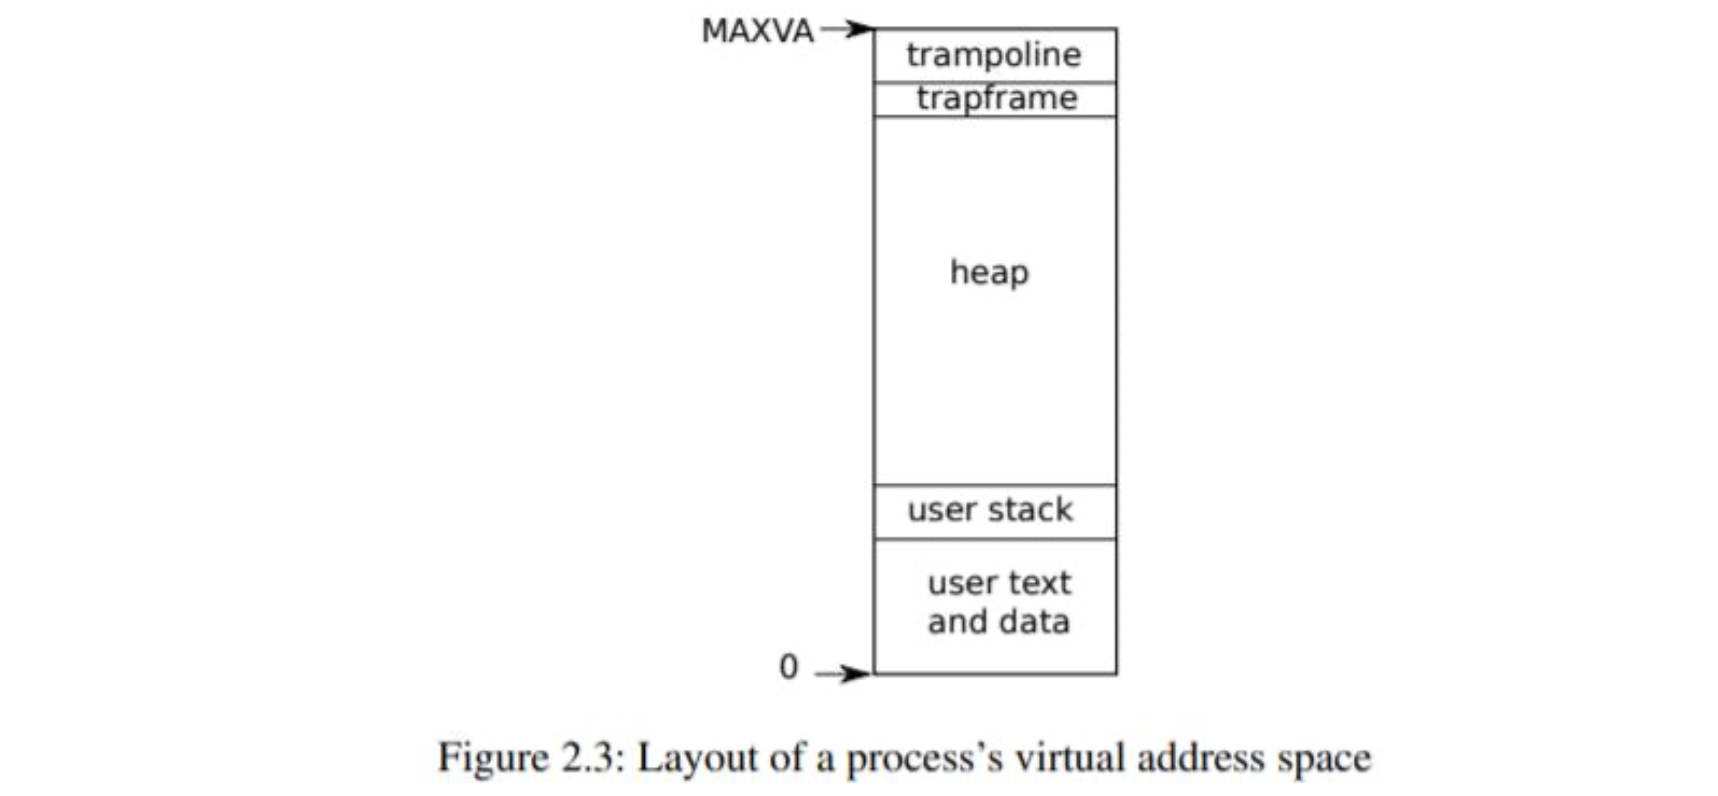 MAXVA
trampoline
trapframe
heap
user stack
user text
and data
0
Figure 2.3: Layout of a process’s virtual address space